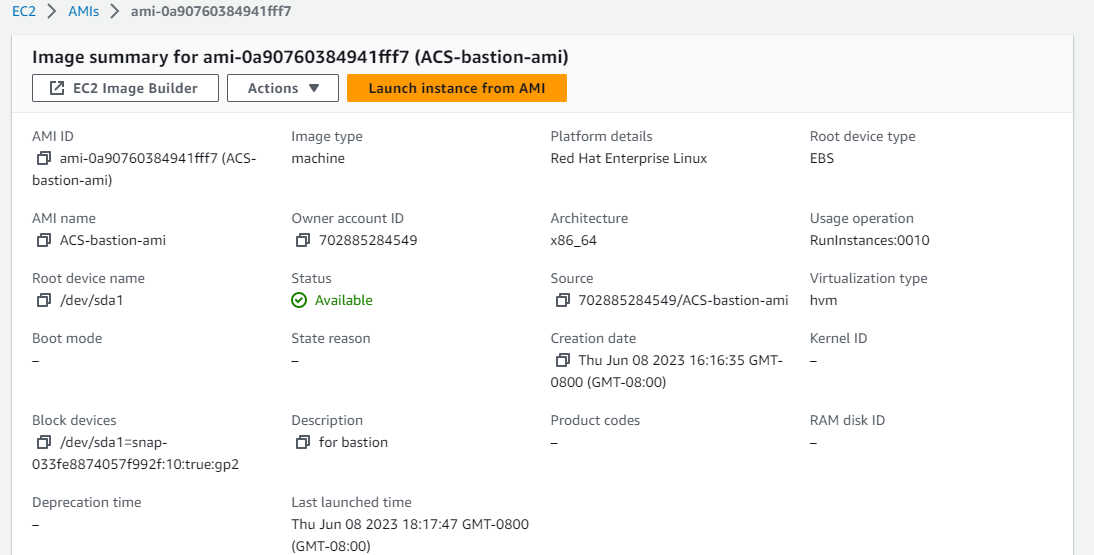 EC2 > AMIs > ami-0a90760384941fff7
Image summary for ami-0a90760384941fff7 (ACS-bastion-ami)
EC2 Image Builder
Actions
Launch instance from AMI
AMI ID
ami-0a90760384941fff7 (ACS-
bastion-ami)
Image type
machine
Platform details
Red Hat Enterprise Linux
Root device type
EBS
AMI name
ACS-bastion-ami
Owner account ID
702885284549
Architecture
x86_64
Usage operation
RunInstances:0010
Root device name
/dev/sda1
Status
Available
Source
702885284549/ACS-bastion-ami
Virtualization type
hvm
Boot mode
–
State reason
–
Creation date
Thu Jun 08 2023 16:16:35 GMT-
0800 (GMT-08:00)
Kernel ID
–
Block devices
/dev/sda1=snap-
033fe8874057f992f:10:true:gp2
Description
for bastion
Product codes
–
RAM disk ID
–
Deprecation time
–
Last launched time
Thu Jun 08 2023 18:17:47 GMT-0800
(GMT-08:00)